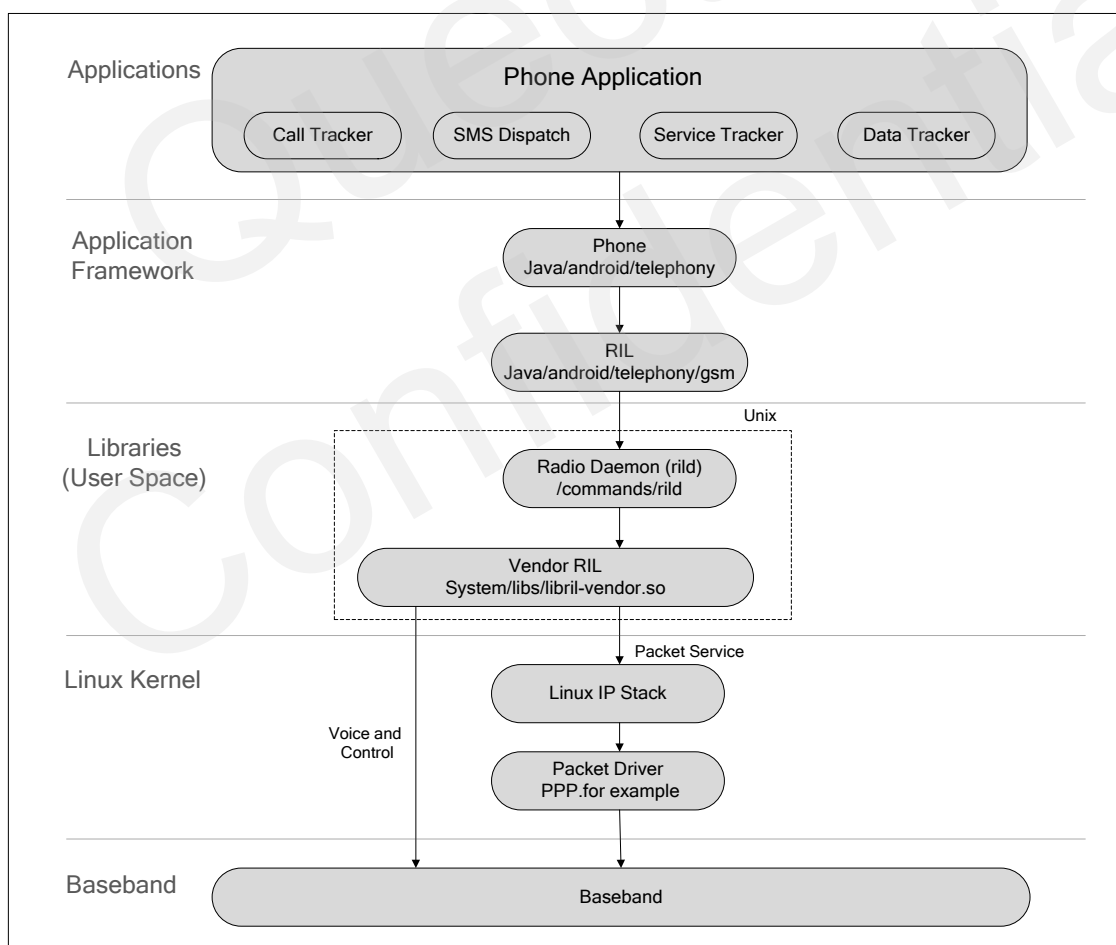 Applications
Phone Application
Call Tracker
SMS Dispatch
Service Tracker
Data Tracker
Application
Framework
Phone
Java/android/telephony
RIL
Java/android/telephony/gsm
Unix
Libraries
(User Space)
Radio Daemon (rild)
/commands/rild
Vendor RIL
System/libs/libril-vendor.so
Packet Service
Linux Kernel
Linux IP Stack
Voice and
Control
Packet Driver
PPP.for example
Baseband
Baseband